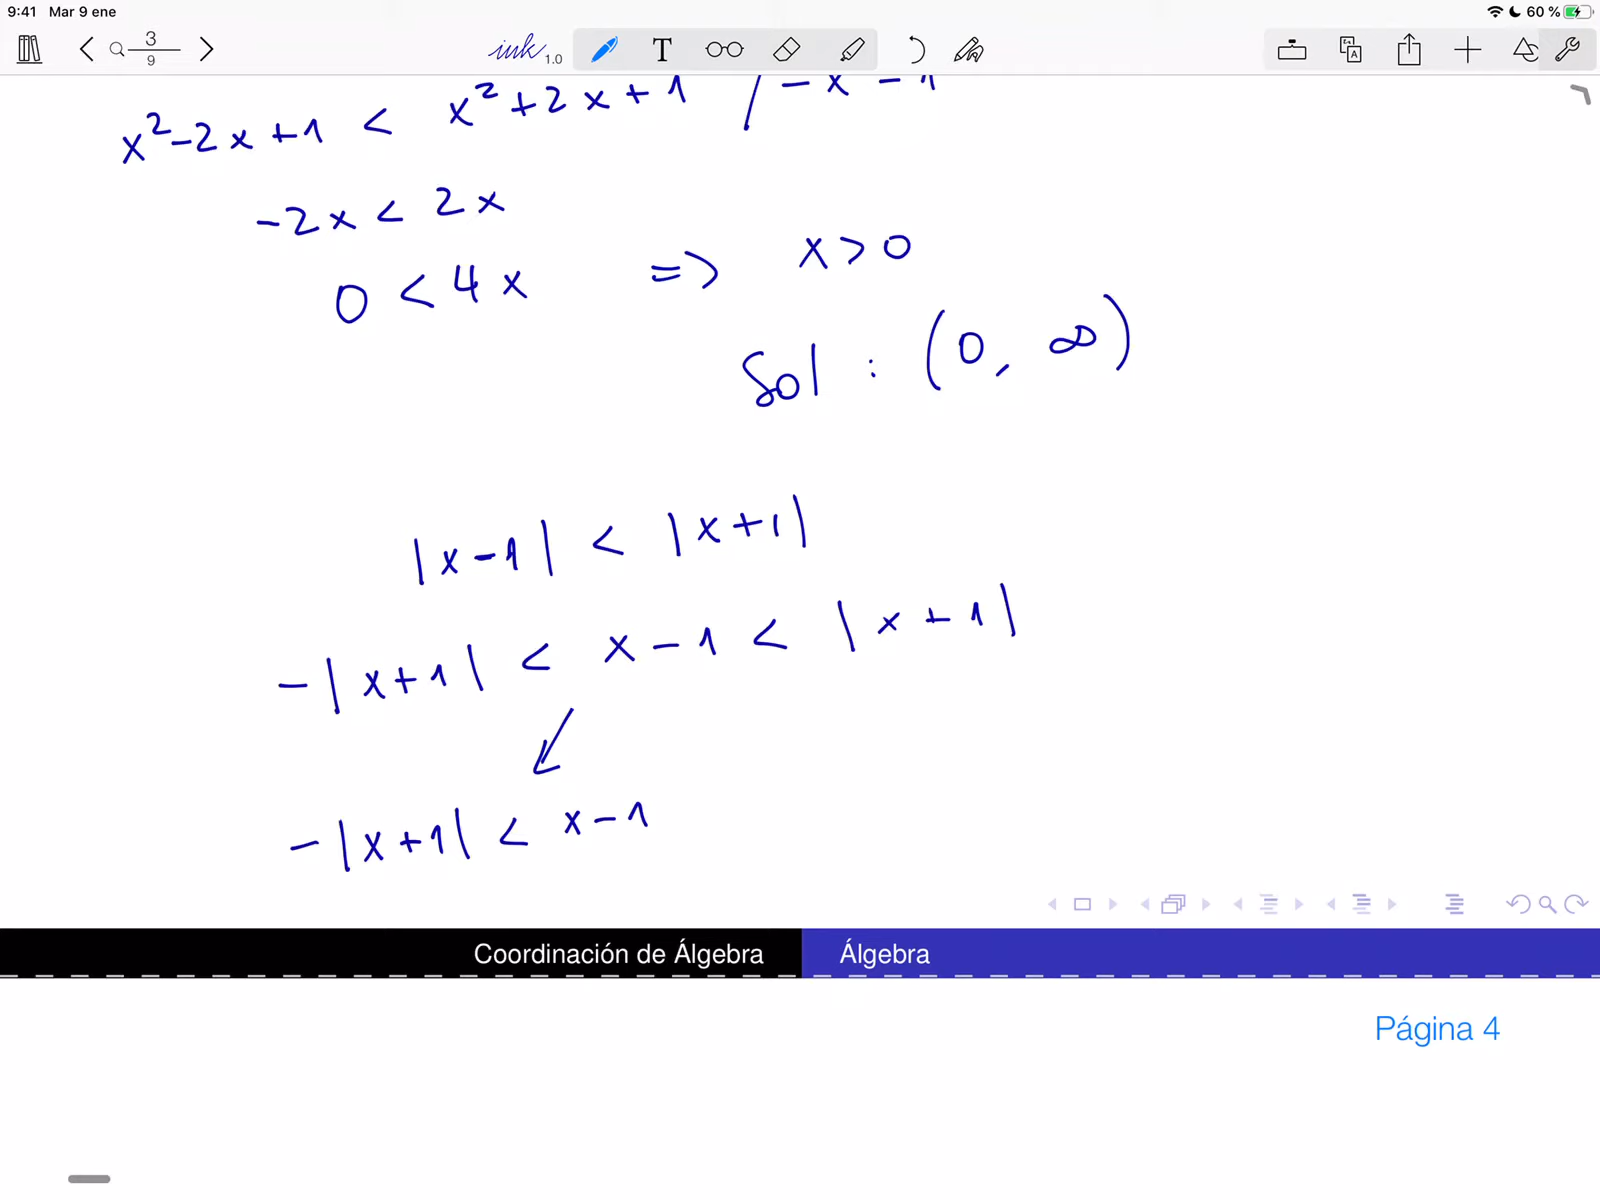 9:41 Mar 9 ene 60 %
3
9
ink 1.0 T
x²-2x+1 < x²+2x+1 / -x -1
-2x < 2x
0 < 4x => x > 0
Sol : (0, ∞)
|x-1| < |x+1|
-|x+1| < x-1 < |x+1|
-|x+1| < x-1
Coordinación de Álgebra Álgebra
Página 4